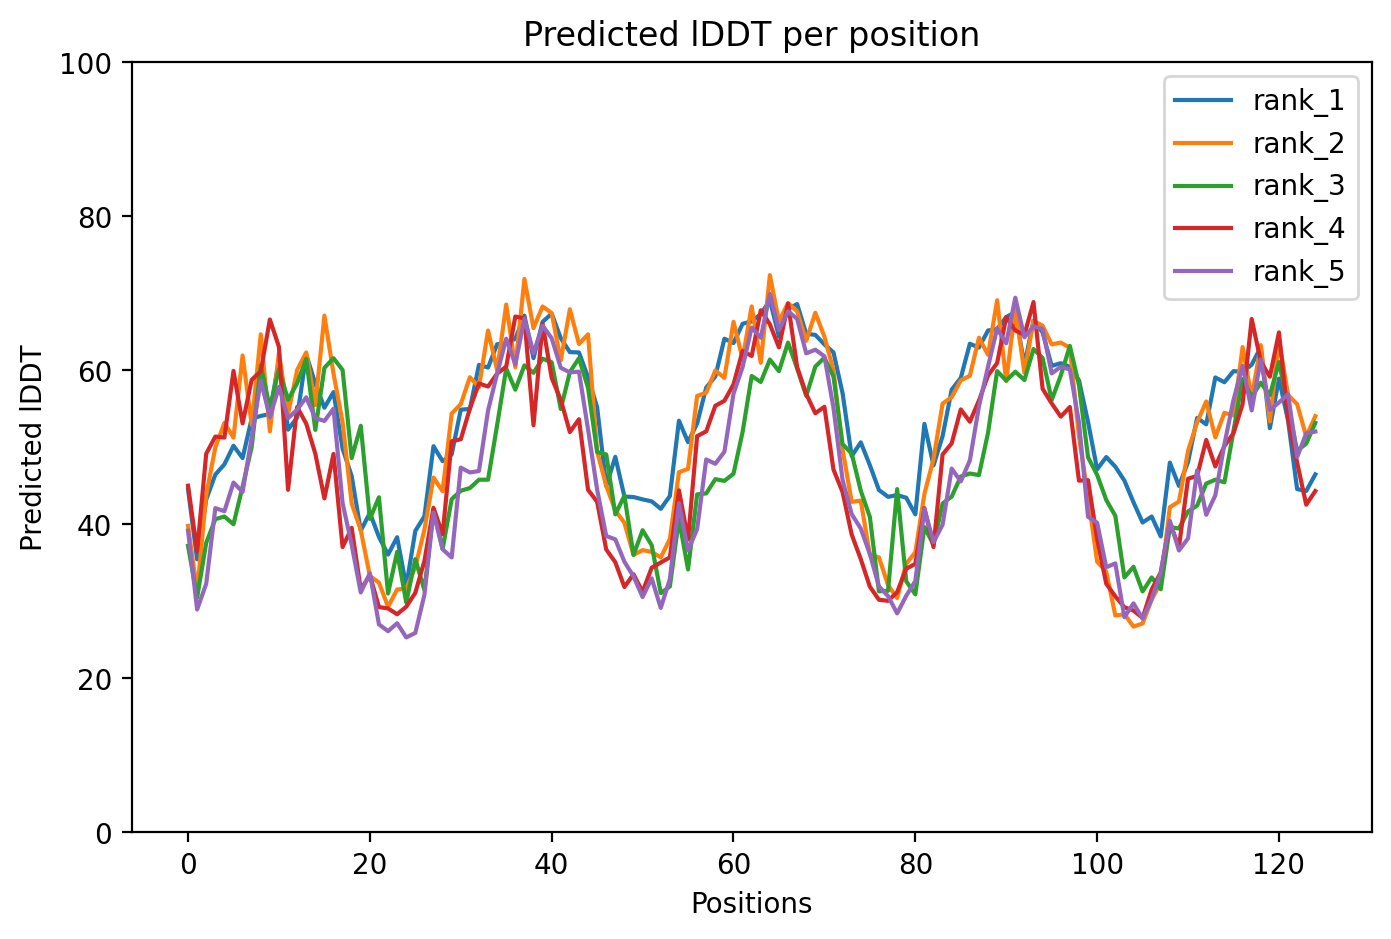 Predicted lDDT per position
Predicted lDDT
100
80
60
40
20
0
0 20 40 60 80 100 120
Positions
rank_1
rank_2
rank_3
rank_4
rank_5